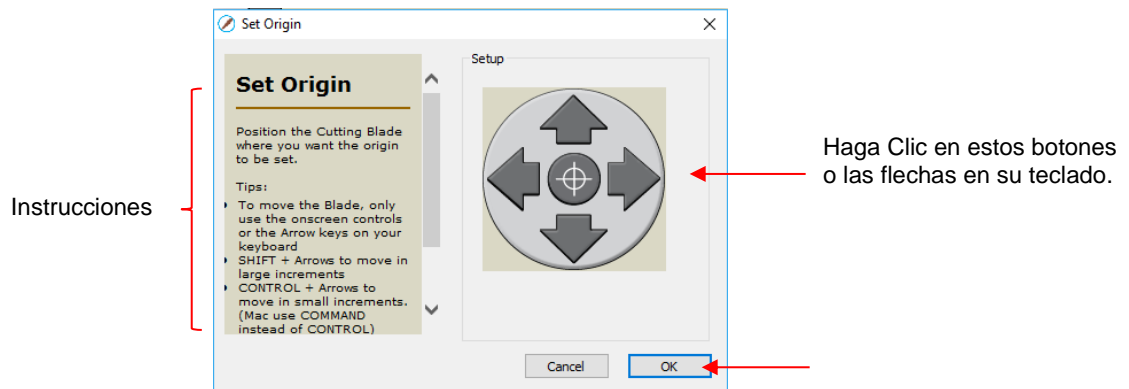 Set Origin
Set Origin
Position the Cutting Blade
where you want the origin
to be set.
Tips:
To move the Blade, only
use the onscreen controls
or the Arrow keys on your
keyboard
SHIFT + Arrows to move in
large increments
CONTROL + Arrows to
move in small increments.
(Mac use COMMAND
instead of CONTROL)
Setup
Cancel
OK
Instrucciones
Haga Clic en estos botones
o las flechas en su teclado.